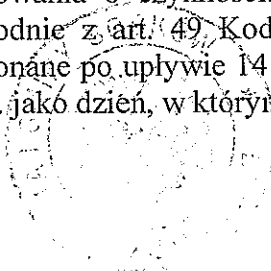 odnie z art. 49 Kod
onane po upływie 14
jako dzień, w którym